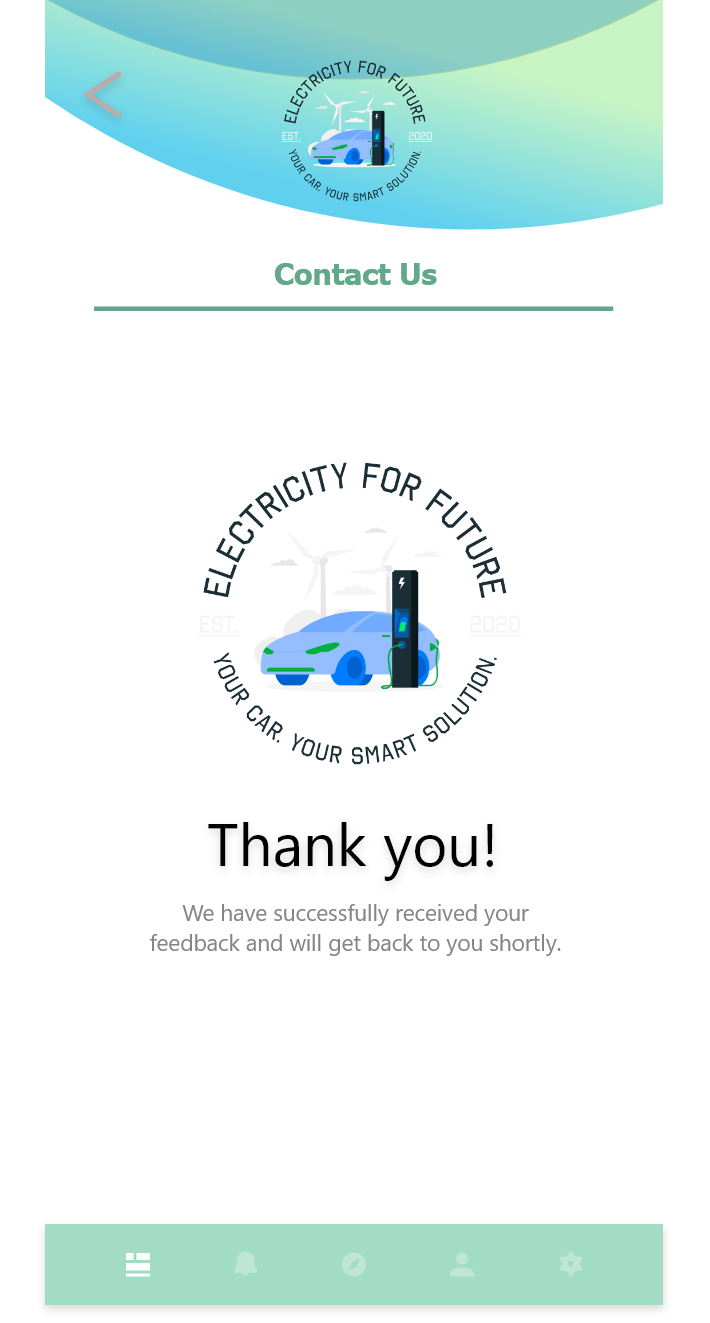 ELECTRICITY FOR FUTURE
EST. 2020
YOUR CAR. YOUR SMART SOLUTION.
Contact Us
ELECTRICITY FOR FUTURE
EST. 2020
YOUR CAR. YOUR SMART SOLUTION.
Thank you!
We have successfully received your
feedback and will get back to you shortly.